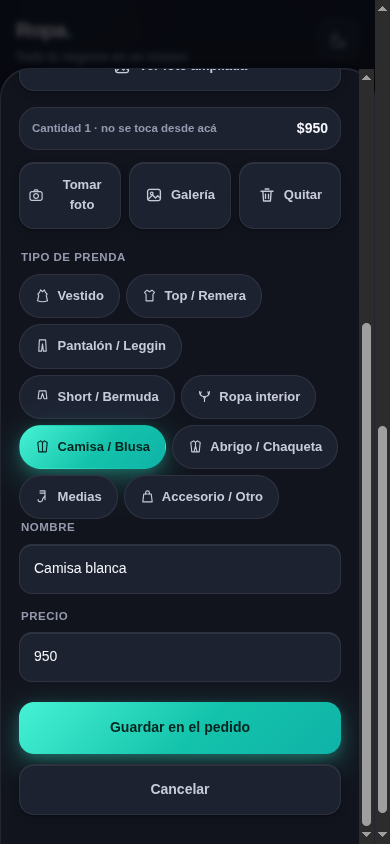 Ropa.
Cantidad 1 · no se toca desde acá
$950
Tomar
foto
Galería
Quitar
TIPO DE PRENDA
Vestido
Top / Remera
Pantalón / Leggin
Short / Bermuda
Ropa interior
Camisa / Blusa
Abrigo / Chaqueta
Medias
Accesorio / Otro
NOMBRE
Camisa blanca
PRECIO
950
Guardar en el pedido
Cancelar